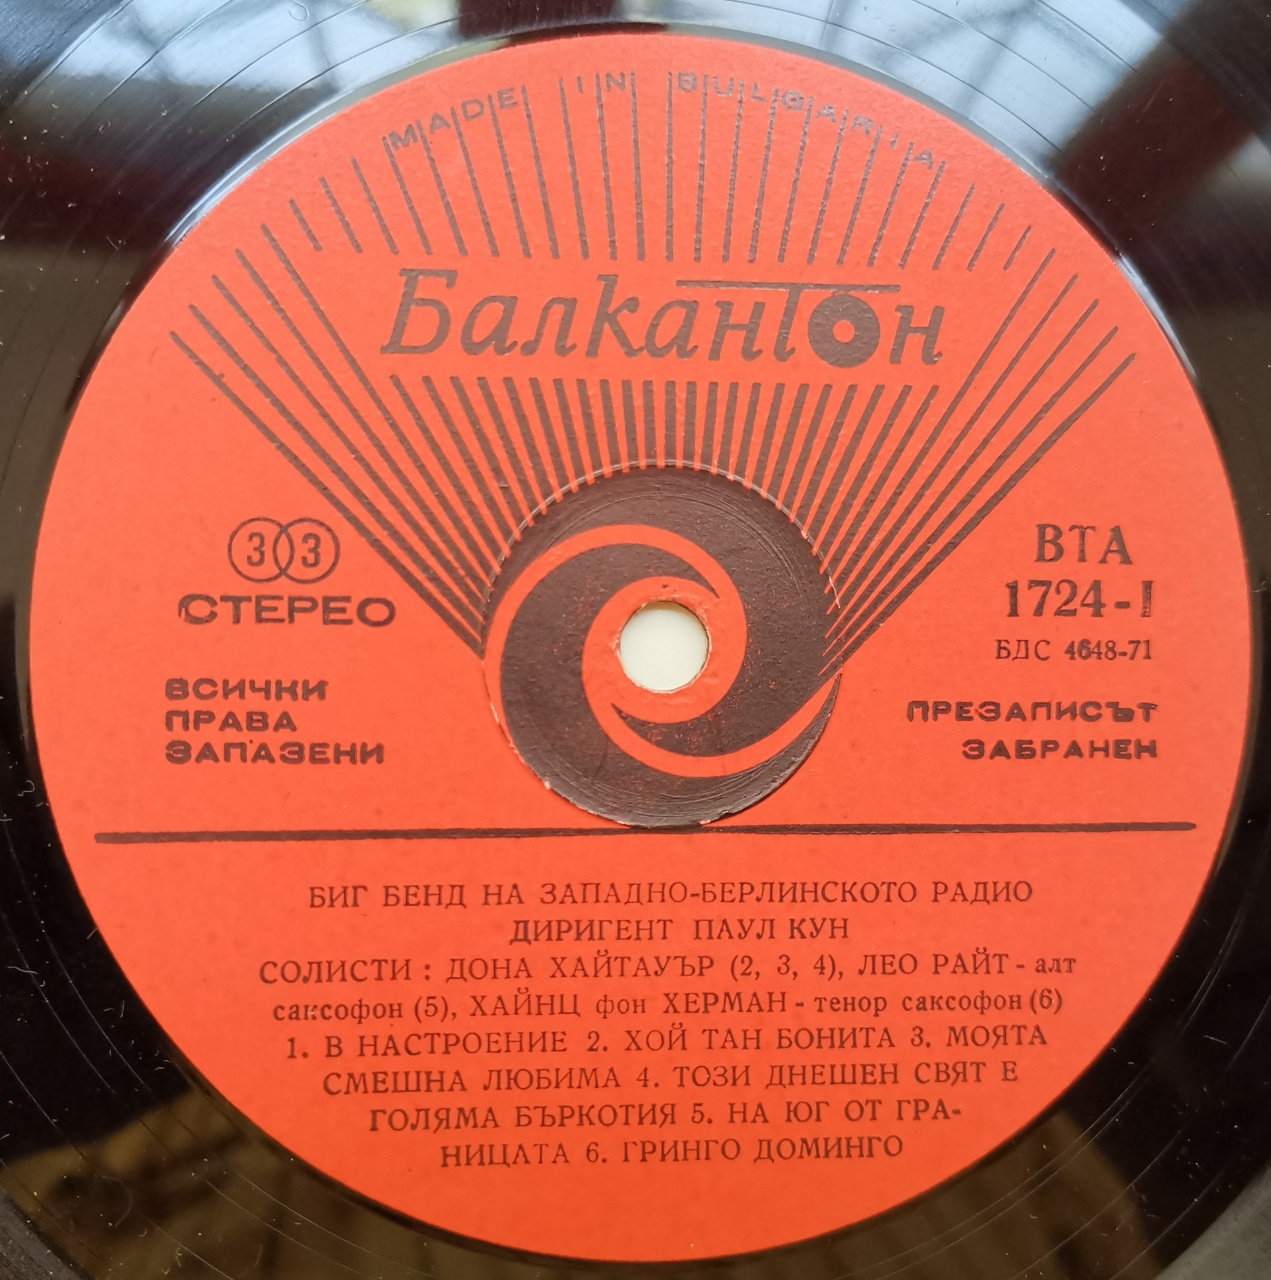 MADE IN BULGARIA
Балкантон
33
СТЕРЕО
ВСИЧКИ
ПРАВА
ЗАПАЗЕНИ
ВТА
1724-I
БДС 4648-71
ПРЕЗАПИСЪТ
ЗАБРАНЕН
БИГ БЕНД НА ЗАПАДНО-БЕРЛИНСКОТО РАДИО
ДИРИГЕНТ ПАУЛ КУН
СОЛИСТИ: ДОНА ХАЙТАУЪР (2, 3, 4), ЛЕО РАЙТ - алт
саксофон (5), ХАЙНЦ фон ХЕРМАН - тенор саксофон (6)
1. В НАСТРОЕНИЕ 2. ХОЙ ТАН БОНИТА 3. МОЯТА
СМЕШНА ЛЮБИМА 4. ТОЗИ ДНЕШЕН СВЯТ Е
ГОЛЯМА БЪРКОТИЯ 5. НА ЮГ ОТ ГРА-
НИЦАТА 6. ГРИНГО ДОМИНГО